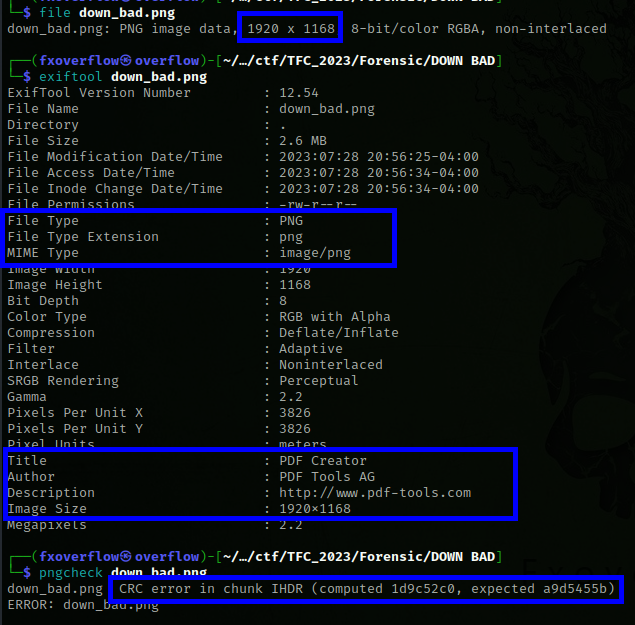 └─$ file down_bad.png
down_bad.png: PNG image data, 1920 x 1168, 8-bit/color RGBA, non-interlaced
┌──(fxoverflow㉿overflow)-[~/…/ctf/TFC_2023/Forensic/DOWN BAD]
└─$ exiftool down_bad.png
ExifTool Version Number : 12.54
File Name : down_bad.png
Directory : .
File Size : 2.6 MB
File Modification Date/Time : 2023:07:28 20:56:25-04:00
File Access Date/Time : 2023:07:28 20:56:34-04:00
File Inode Change Date/Time : 2023:07:28 20:56:34-04:00
File Permissions : -rw-r--r--
File Type : PNG
File Type Extension : png
MIME Type : image/png
Image Width : 1920
Image Height : 1168
Bit Depth : 8
Color Type : RGB with Alpha
Compression : Deflate/Inflate
Filter : Adaptive
Interlace : Noninterlaced
SRGB Rendering : Perceptual
Gamma : 2.2
Pixels Per Unit X : 3826
Pixels Per Unit Y : 3826
Pixel Units : meters
Title : PDF Creator
Author : PDF Tools AG
Description : http://www.pdf-tools.com
Image Size : 1920×1168
Megapixels : 2.2
┌──(fxoverflow㉿overflow)-[~/…/ctf/TFC_2023/Forensic/DOWN BAD]
└─$ pngcheck down_bad.png
down_bad.png CRC error in chunk IHDR (computed 1d9c52c0, expected a9d5455b)
ERROR: down_bad.png